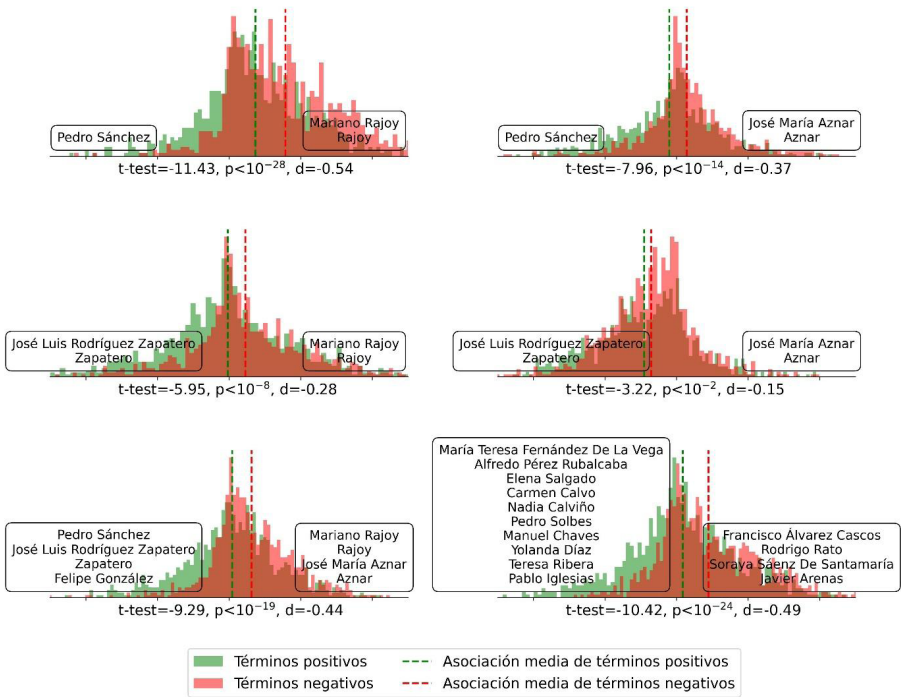 Pedro Sánchez
Mariano Rajoy
Rajoy
t-test=-11.43, p<10⁻²⁸, d=-0.54
Pedro Sánchez
José María Aznar
Aznar
t-test=-7.96, p<10⁻¹⁴, d=-0.37
José Luis Rodríguez Zapatero
Zapatero
Mariano Rajoy
Rajoy
t-test=-5.95, p<10⁻⁸, d=-0.28
José Luis Rodríguez Zapatero
Zapatero
José María Aznar
Aznar
t-test=-3.22, p<10⁻², d=-0.15
Pedro Sánchez
José Luis Rodríguez Zapatero
Zapatero
Felipe González
Mariano Rajoy
Rajoy
José María Aznar
Aznar
t-test=-9.29, p<10⁻¹⁹, d=-0.44
María Teresa Fernández De La Vega
Alfredo Pérez Rubalcaba
Elena Salgado
Carmen Calvo
Nadia Calviño
Pedro Solbes
Manuel Chaves
Yolanda Díaz
Teresa Ribera
Pablo Iglesias
Francisco Álvarez Cascos
Rodrigo Rato
Soraya Sáenz De Santamaría
Javier Arenas
t-test=-10.42, p<10⁻²⁴, d=-0.49
Términos positivos
Términos negativos
Asociación media de términos positivos
Asociación media de términos negativos